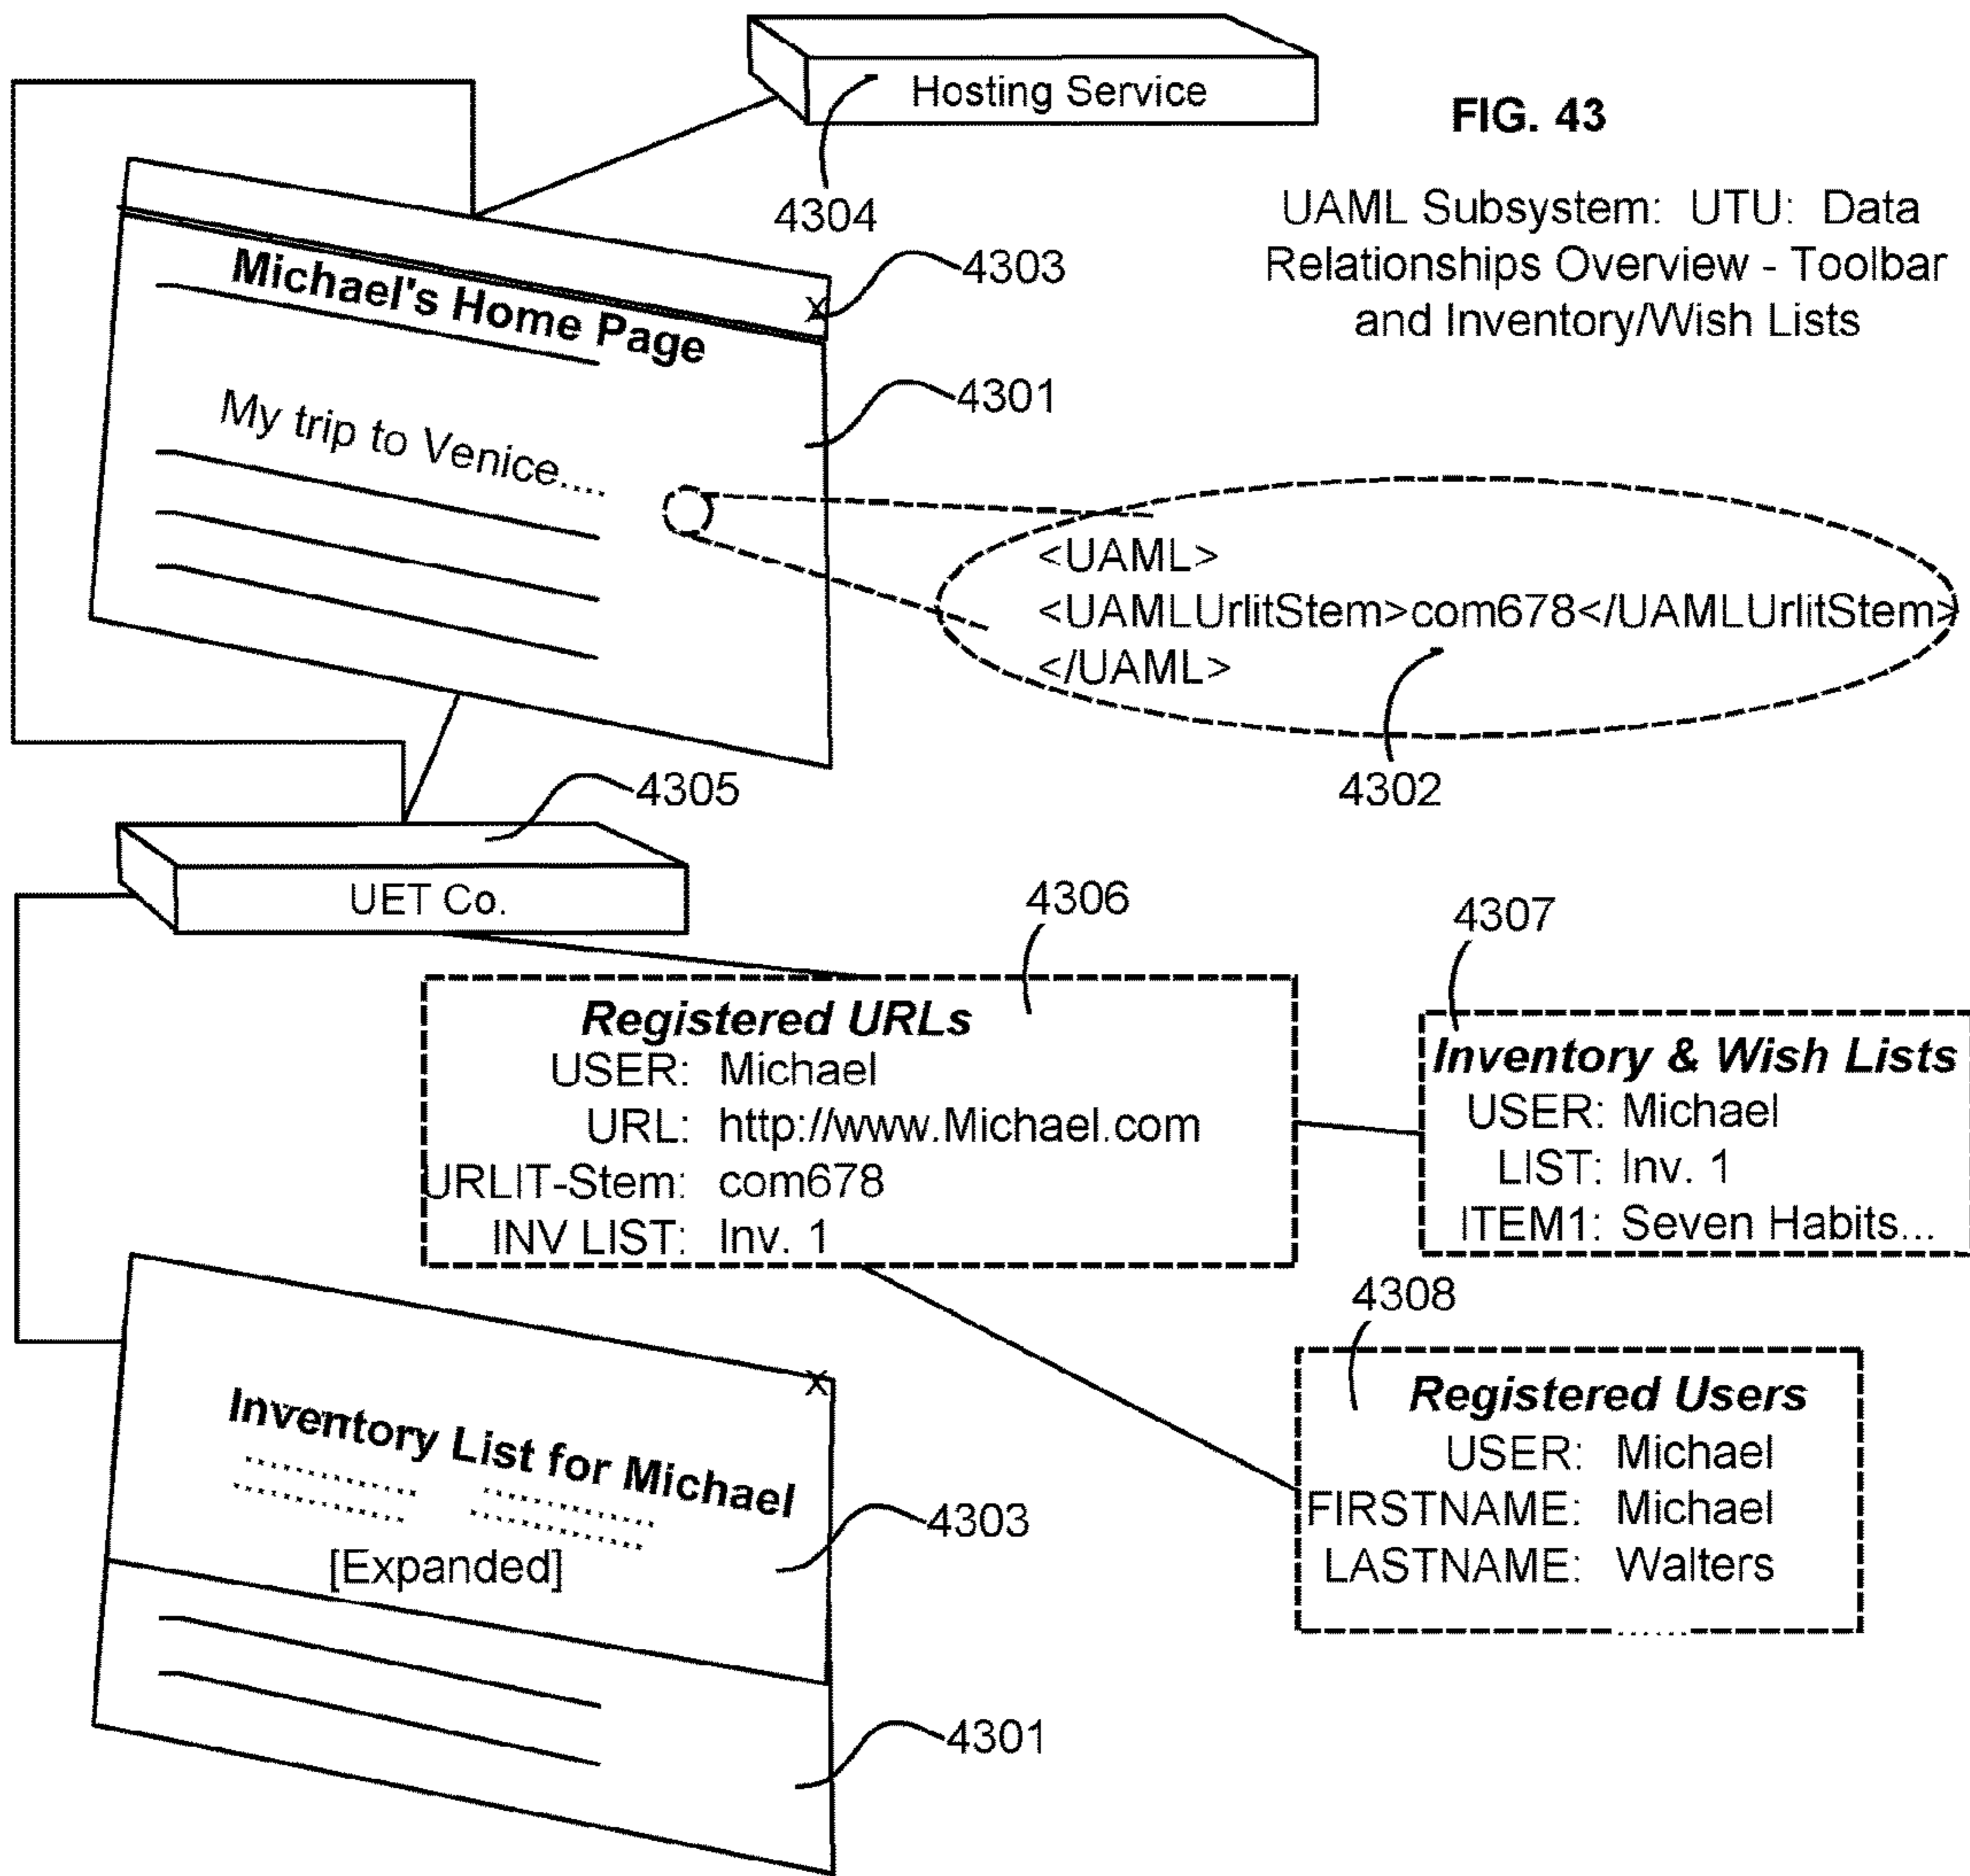 Hosting Service
FIG. 43
4304
UAML Subsystem: UTU: Data
Relationships Overview - Toolbar
and Inventory/Wish Lists
4303
X
Michael's Home Page
4301
My trip to Venice....
<UAML>
<UAMLUrlitStem>com678</UAMLUrlitStem>
</UAML>
4302
4305
UET Co.
4306
Registered URLs
USER: Michael
URL: http://www.Michael.com
URLIT-Stem: com678
INV LIST: Inv. 1
4307
Inventory & Wish Lists
USER: Michael
LIST: Inv. 1
ITEM1: Seven Habits...
4308
Registered Users
USER: Michael
FIRSTNAME: Michael
LASTNAME: Walters
......
X
Inventory List for Michael
[Expanded]
4303
4301